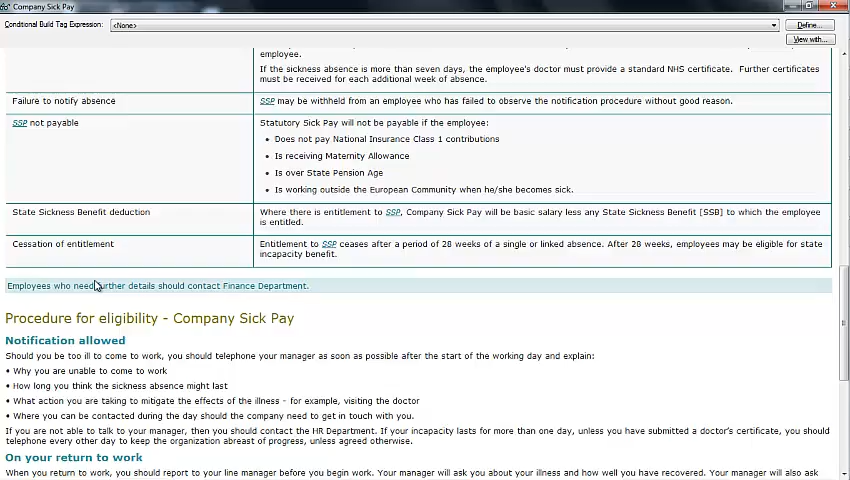 Company Sick Pay
Conditional Build Tag Expression: <None> Define...
View with...
employee.
If the sickness absence is more than seven days, the employee's doctor must provide a standard NHS certificate. Further certificates
must be received for each additional week of absence.
Failure to notify absence
SSP may be withheld from an employee who has failed to observe the notification procedure without good reason.
SSP not payable
Statutory Sick Pay will not be payable if the employee:
• Does not pay National Insurance Class 1 contributions
• Is receiving Maternity Allowance
• Is over State Pension Age
• Is working outside the European Community when he/she becomes sick.
State Sickness Benefit deduction
Where there is entitlement to SSP, Company Sick Pay will be basic salary less any State Sickness Benefit [SSB] to which the employee
is entitled.
Cessation of entitlement
Entitlement to SSP ceases after a period of 28 weeks of a single or linked absence. After 28 weeks, employees may be eligible for state
incapacity benefit.
Employees who need further details should contact Finance Department.
Procedure for eligibility - Company Sick Pay
Notification allowed
Should you be too ill to come to work, you should telephone your manager as soon as possible after the start of the working day and explain:
• Why you are unable to come to work
• How long you think the sickness absence might last
• What action you are taking to mitigate the effects of the illness - for example, visiting the doctor
• Where you can be contacted during the day should the company need to get in touch with you.
If you are not able to talk to your manager, then you should contact the HR Department. If your incapacity lasts for more than one day, unless you have submitted a doctor's certificate, you should
telephone every other day to keep the organization abreast of progress, unless agreed otherwise.
On your return to work
When you return to work, you should report to your line manager before you begin work. Your manager will ask you about your illness and how well you have recovered. Your manager will also ask